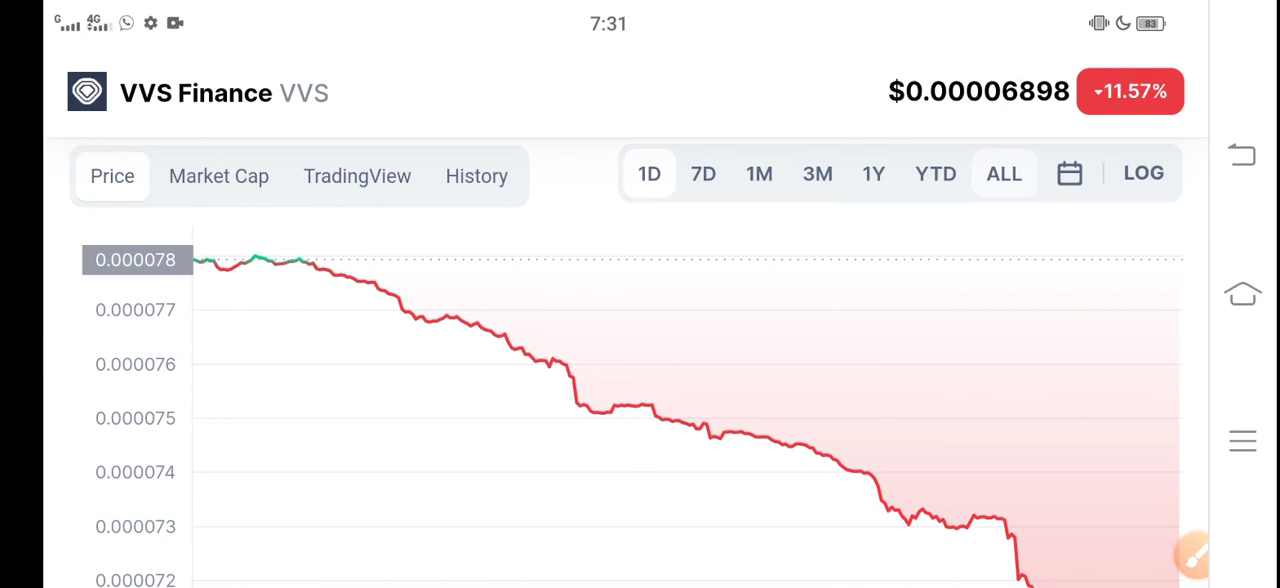 G 4G 7:31 83
VVS Finance VVS $0.00006898 -11.57%
Price Market Cap TradingView History 1D 7D 1M 3M 1Y YTD ALL LOG
0.000078
0.000077
0.000076
0.000075
0.000074
0.000073
0.000072